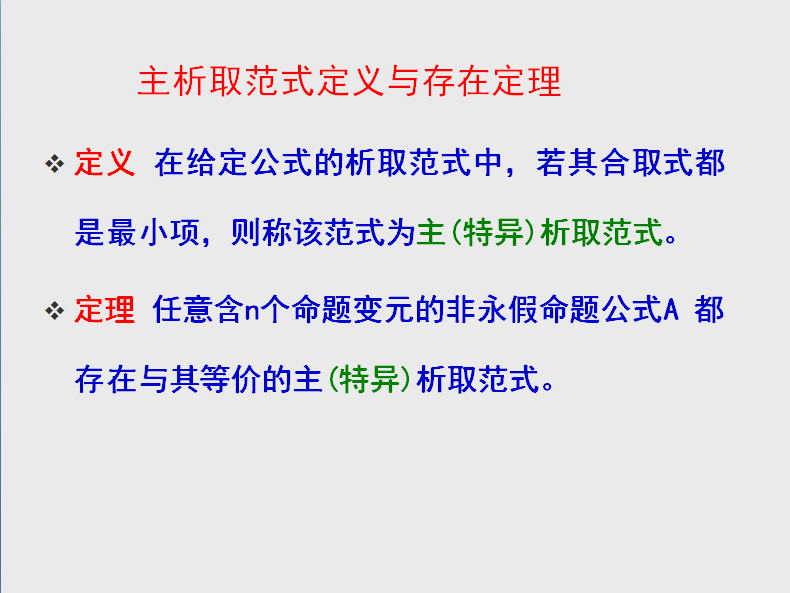 主析取范式定义与存在定理
❖ 定义 在给定公式的析取范式中，若其合取式都
是最小项，则称该范式为主(特异)析取范式。
❖ 定理 任意含n个命题变元的非永假命题公式A 都
存在与其等价的主(特异)析取范式。